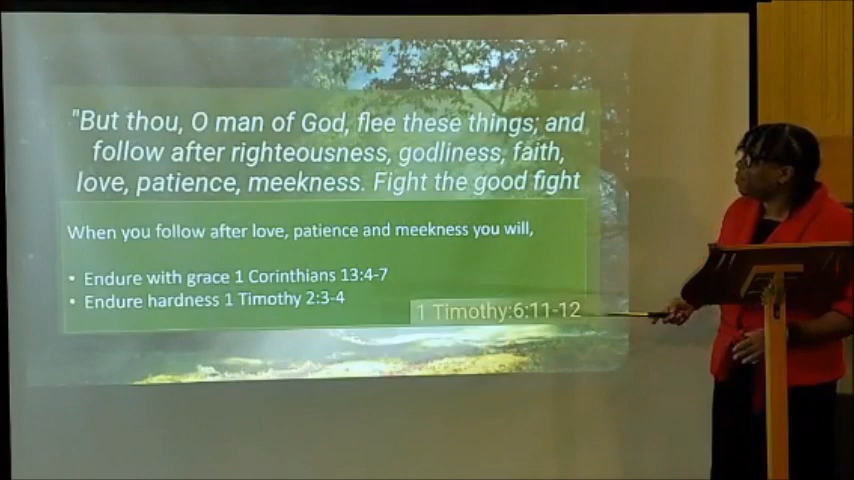 "But thou, O man of God, flee these things; and
follow after righteousness, godliness, faith,
love, patience, meekness. Fight the good fight
When you follow after love, patience and meekness you will,
• Endure with grace 1 Corinthians 13:4-7
• Endure hardness 1 Timothy 2:3-4
1 Timothy:6:11-12